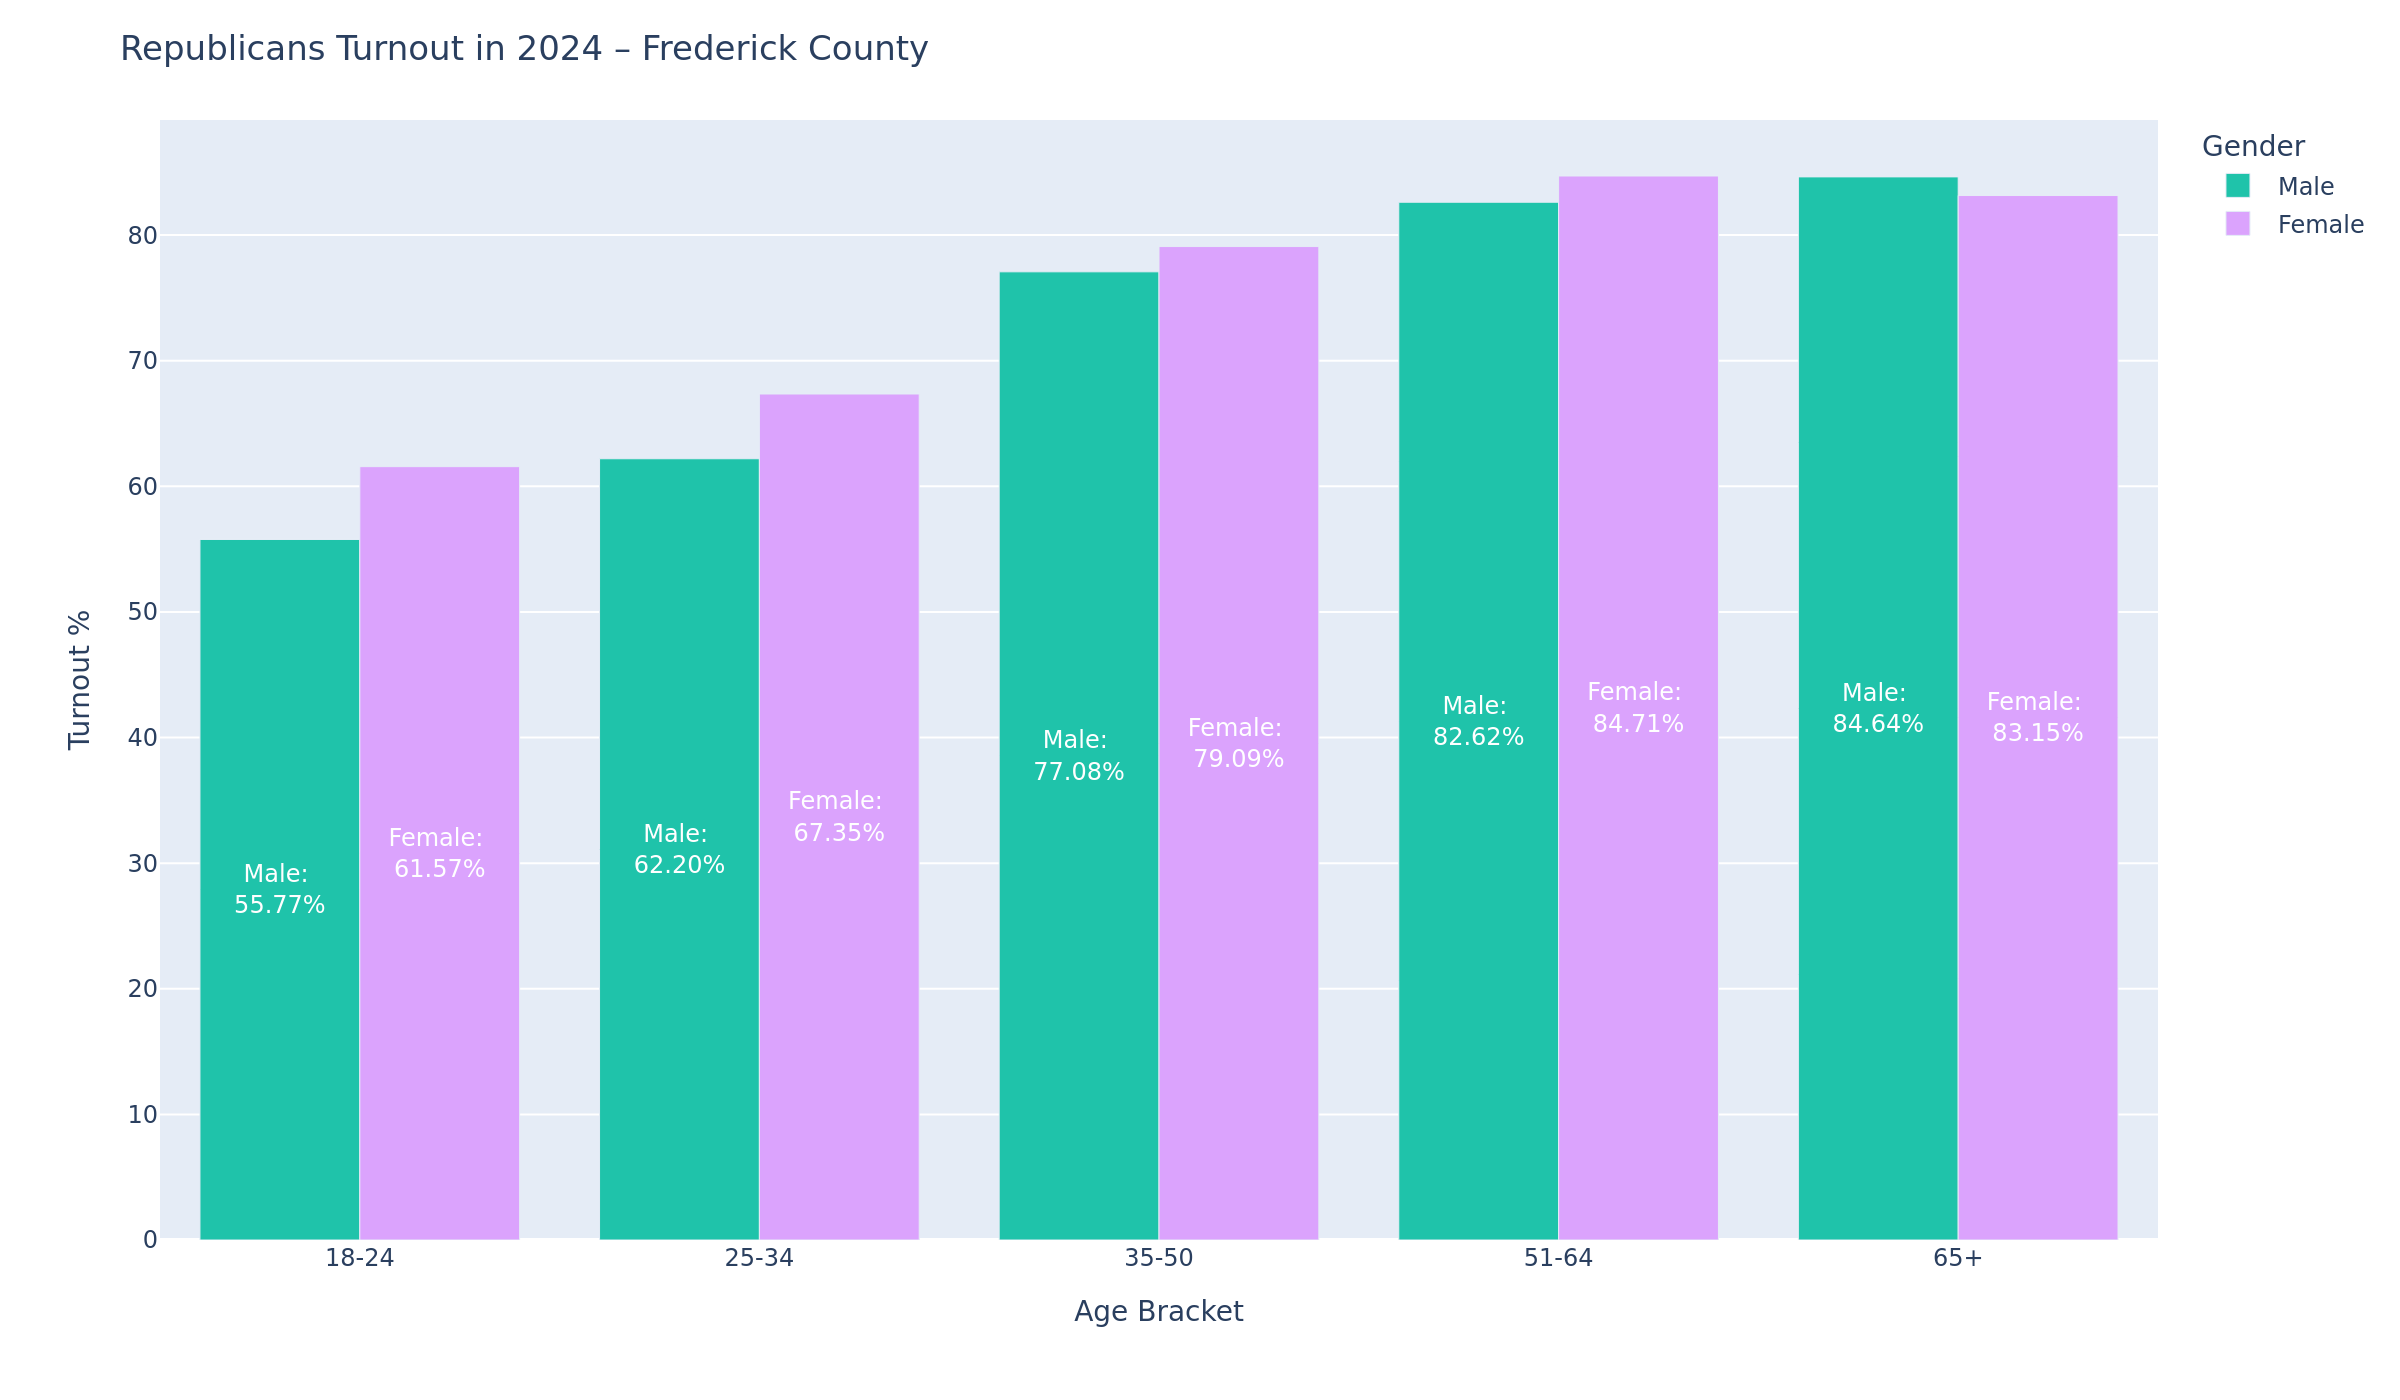 Republicans Turnout in 2024 – Frederick County
Gender
Male
Female
Turnout %
80
70
60
50
40
30
20
10
0
Male:
55.77%
Female:
61.57%
Male:
62.20%
Female:
67.35%
Male:
77.08%
Female:
79.09%
Male:
82.62%
Female:
84.71%
Male:
84.64%
Female:
83.15%
18-24
25-34
35-50
51-64
65+
Age Bracket